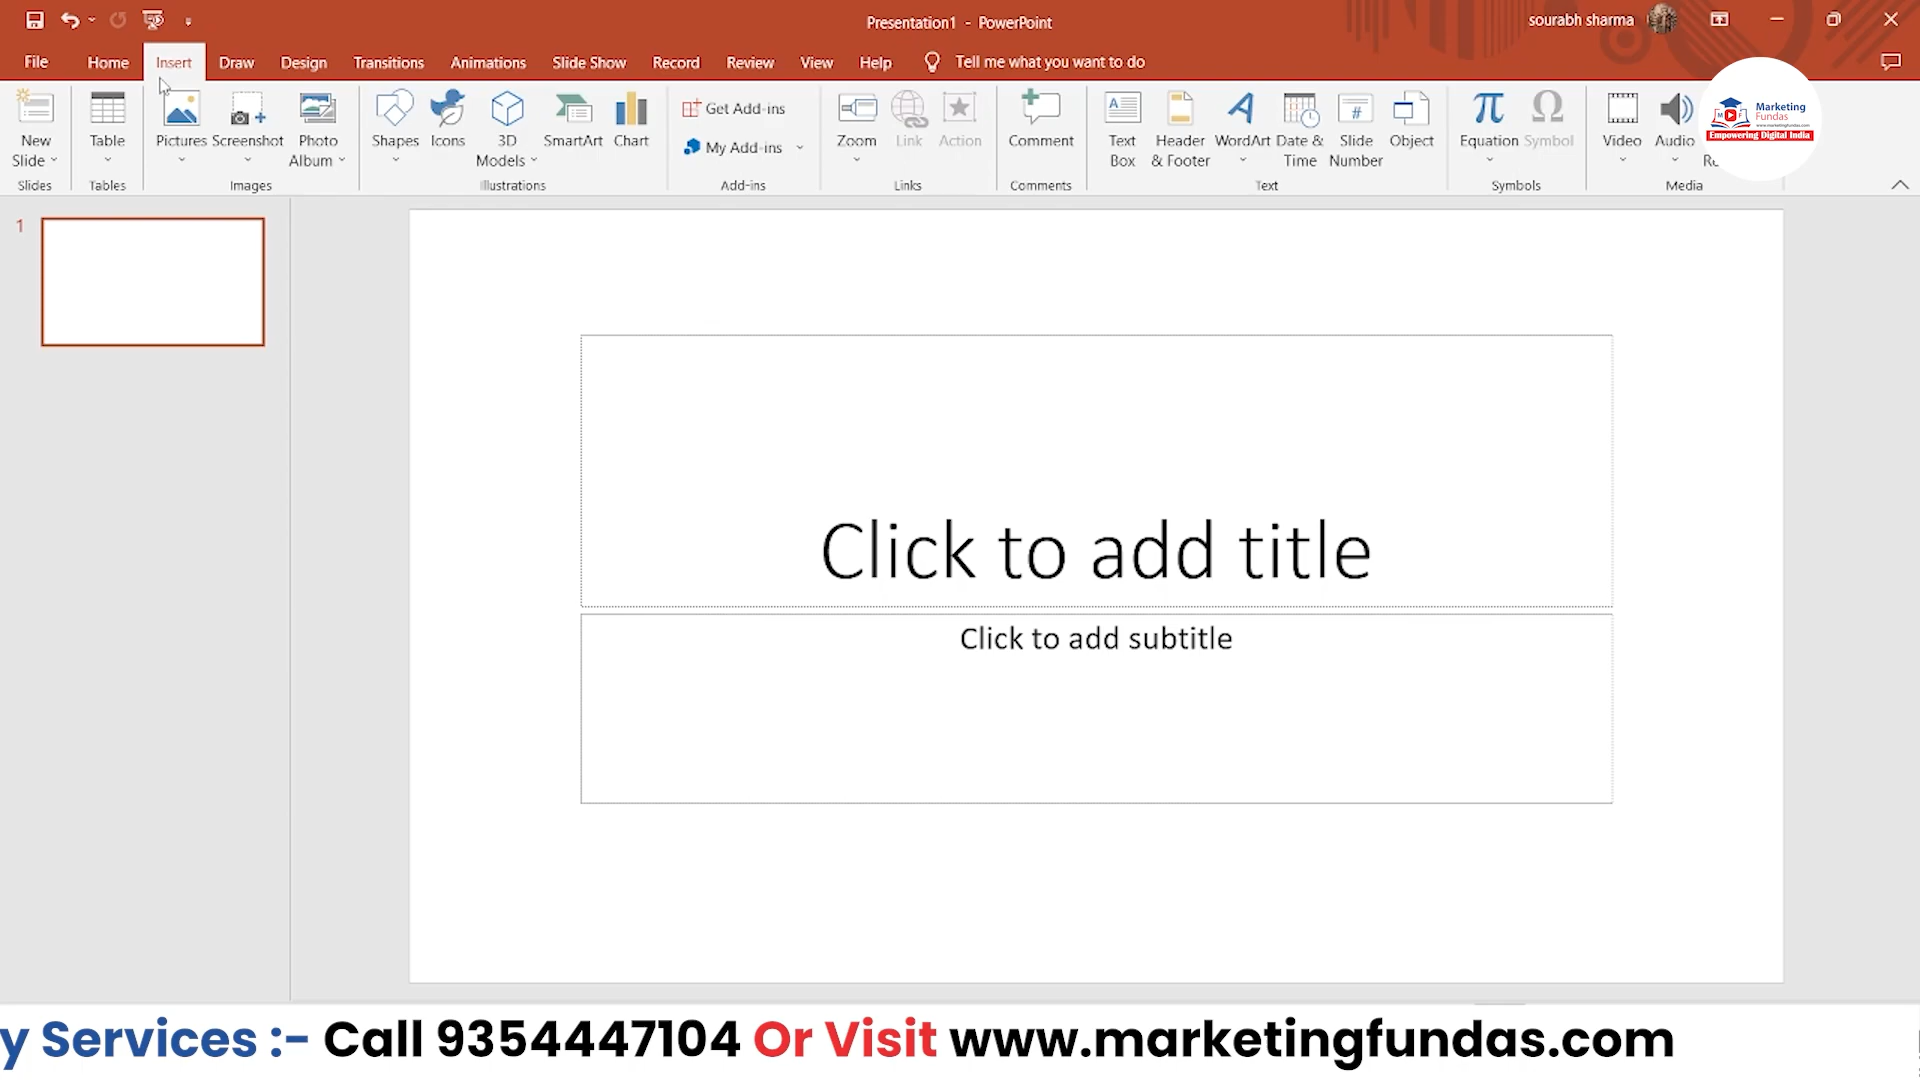 Presentation1 - PowerPoint
sourabh sharma
File Home Insert Draw Design Transitions Animations Slide Show Record Review View Help Tell me what you want to do
New Slide
Table
Pictures
Screenshot
Photo Album
Shapes
Icons
3D Models
SmartArt
Chart
Get Add-ins
My Add-ins
Zoom
Link
Action
Comment
Text Box
Header & Footer
WordArt
Date & Time
Slide Number
Object
Equation
Symbol
Video
Audio
Slides
Tables
Images
Illustrations
Add-ins
Links
Comments
Text
Symbols
Media
Marketing
Fundas
www.marketingfundas.com
Empowering Digital India
1
Click to add title
Click to add subtitle
y Services :- Call 9354447104 Or Visit www.marketingfundas.com